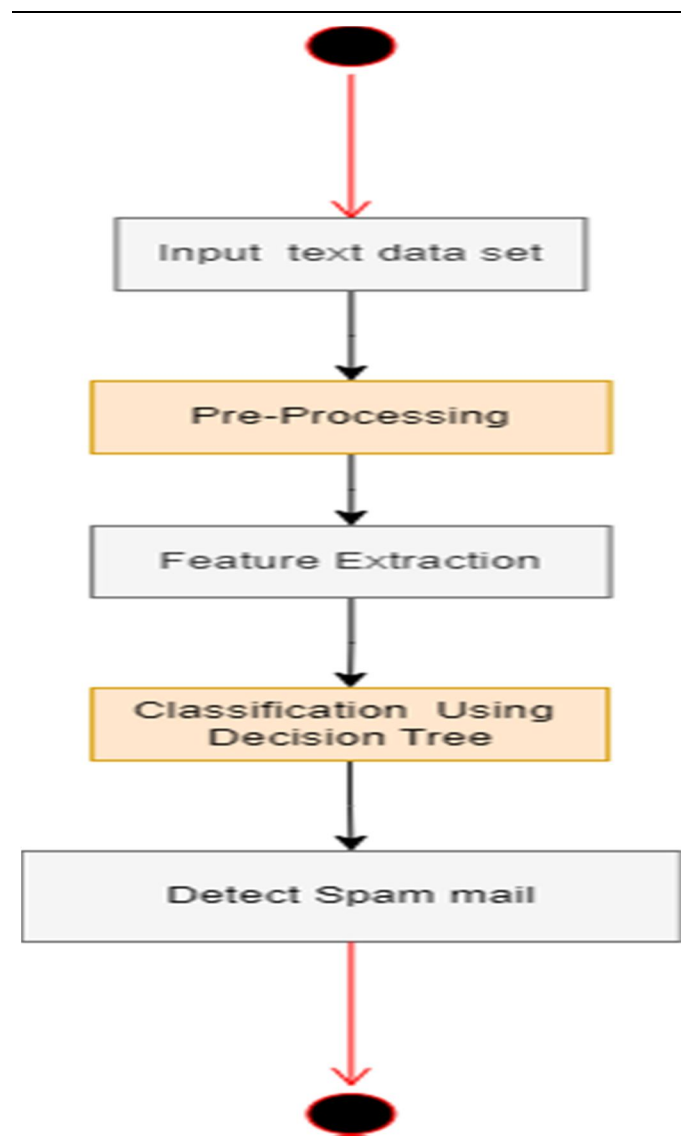 Input text data set
Pre-Processing
Feature Extraction
Classification Using
Decision Tree
Detect Spam mail